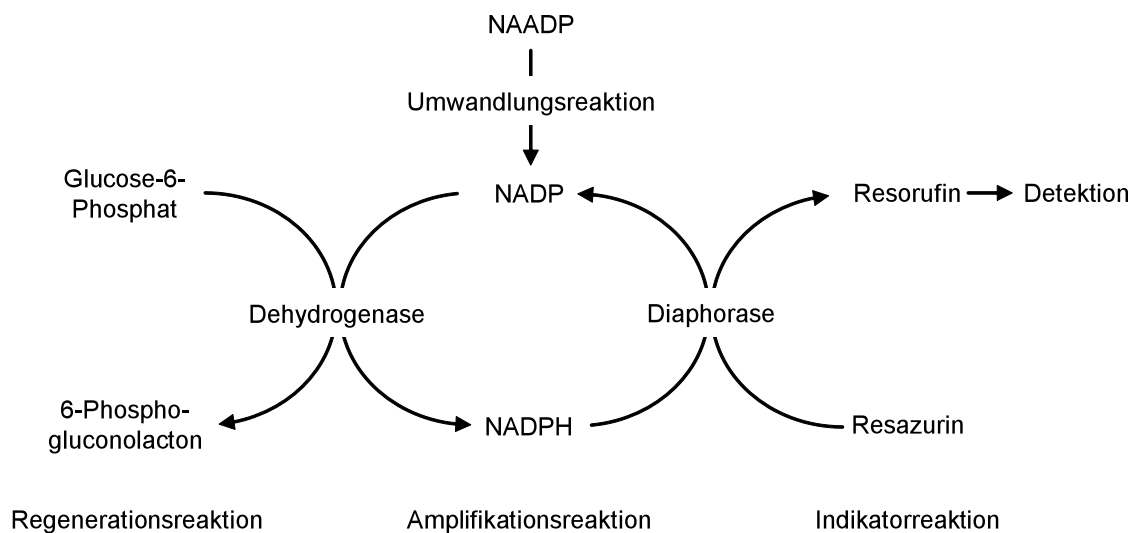 NAADP
Umwandlungsreaktion
Glucose-6-
Phosphat
NADP
Resorufin
Detektion
Dehydrogenase
Diaphorase
6-Phospho-
gluconolacton
NADPH
Resazurin
Regenerationsreaktion
Amplifikationsreaktion
Indikatorreaktion